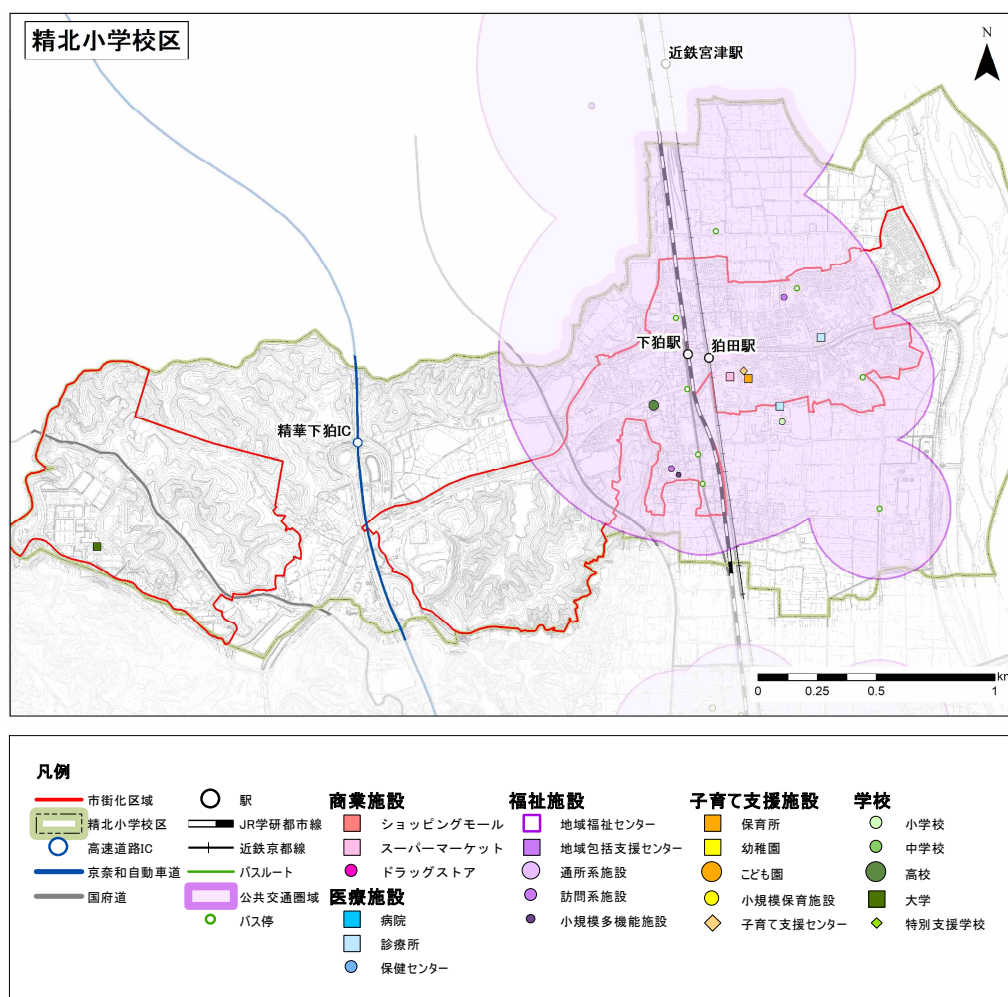 精北小学校区
近鉄宮津駅
N
下狛駅
狛田駅
精華下狛IC
km
0 0.25 0.5 1
凡例
市街化区域
精北小学校区
高速道路IC
京奈和自動車道
国府道
駅
JR学研都市線
近鉄京都線
バスルート
公共交通圏域
バス停
商業施設
ショッピングモール
スーパーマーケット
ドラッグストア
医療施設
病院
診療所
保健センター
福祉施設
地域福祉センター
地域包括支援センター
通所系施設
訪問系施設
小規模多機能施設
子育て支援施設
保育所
幼稚園
こども園
小規模保育施設
子育て支援センター
学校
小学校
中学校
高校
大学
特別支援学校